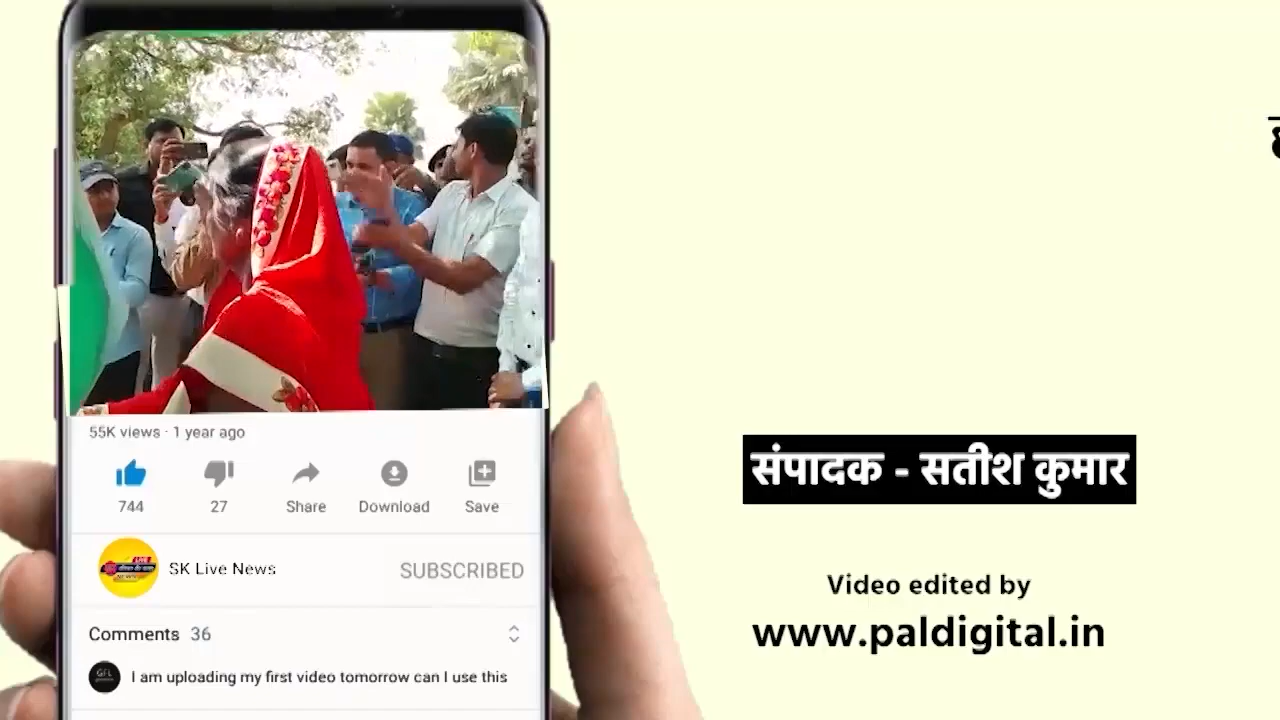 55K views · 1 year ago
744
27
Share
Download
Save
SK Live News
SUBSCRIBED
Comments 36
GFL
I am uploading my first video tomorrow can I use this
संपादक - सतीश कुमार
Video edited by
www.paldigital.in